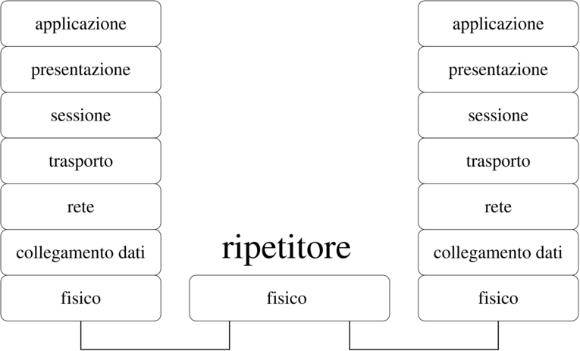 applicazione
presentazione
sessione
trasporto
rete
collegamento dati
fisico
ripetitore
fisico
applicazione
presentazione
sessione
trasporto
rete
collegamento dati
fisico